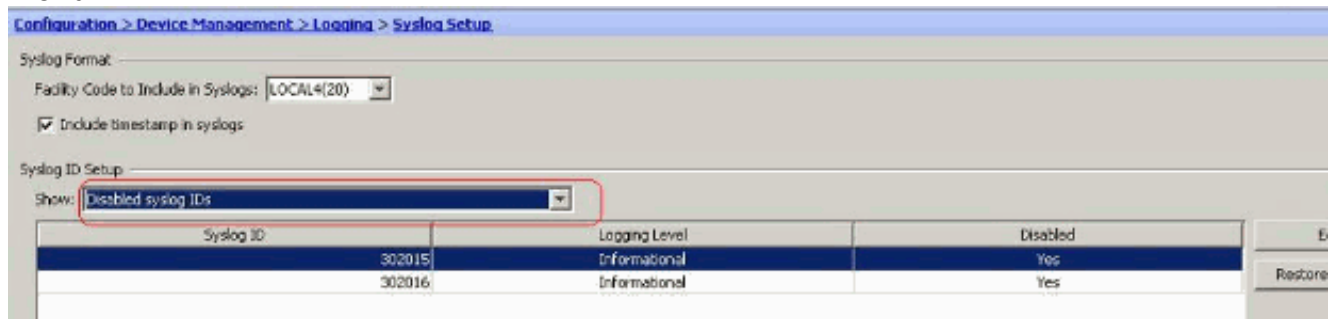 Configuration > Device Management > Logging > Syslog Setup
Syslog Format
Facility Code to Include in Syslogs: LOCAL4(20)
Include timestamp in syslogs
Syslog ID Setup
Show: Disabled syslog IDs
Syslog ID Logging Level Disabled
302015 Informational Yes
302016 Informational Yes
Restore